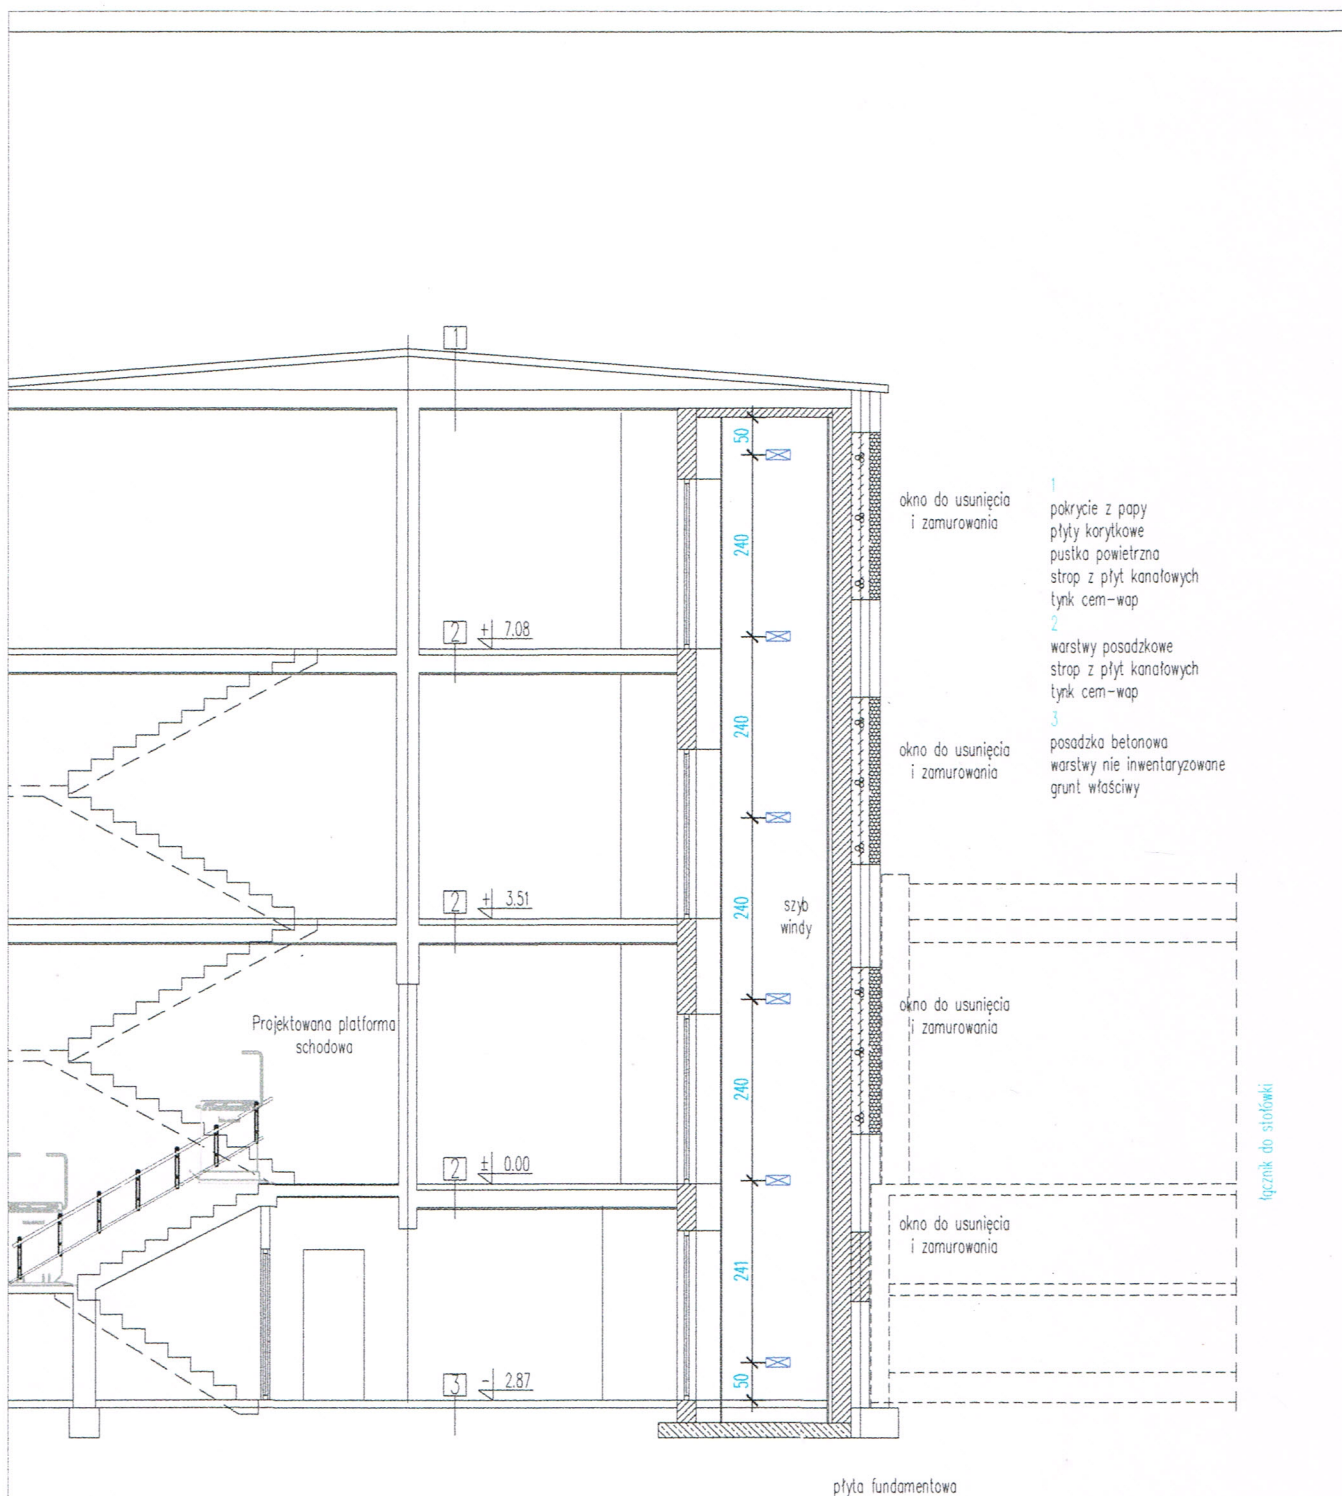 1
50
okno do usunięcia
i zamurowania
1
pokrycie z papy
płyty korytkowe
pustka powietrzna
strop z płyt kanałowych
tynk cem-wap
2
warstwy posadzkowe
strop z płyt kanałowych
tynk cem-wap
3
posadzka betonowa
warstwy nie inwentaryzowane
grunt właściwy
240
2 + 7.08
240
okno do usunięcia
i zamurowania
2 + 3.51
240
szyb
windy
okno do usunięcia
i zamurowania
Projektowana platforma
schodowa
240
łącznik do stołówki
2 ± 0.00
okno do usunięcia
i zamurowania
241
3 - 2.87
50
płyta fundamentowa